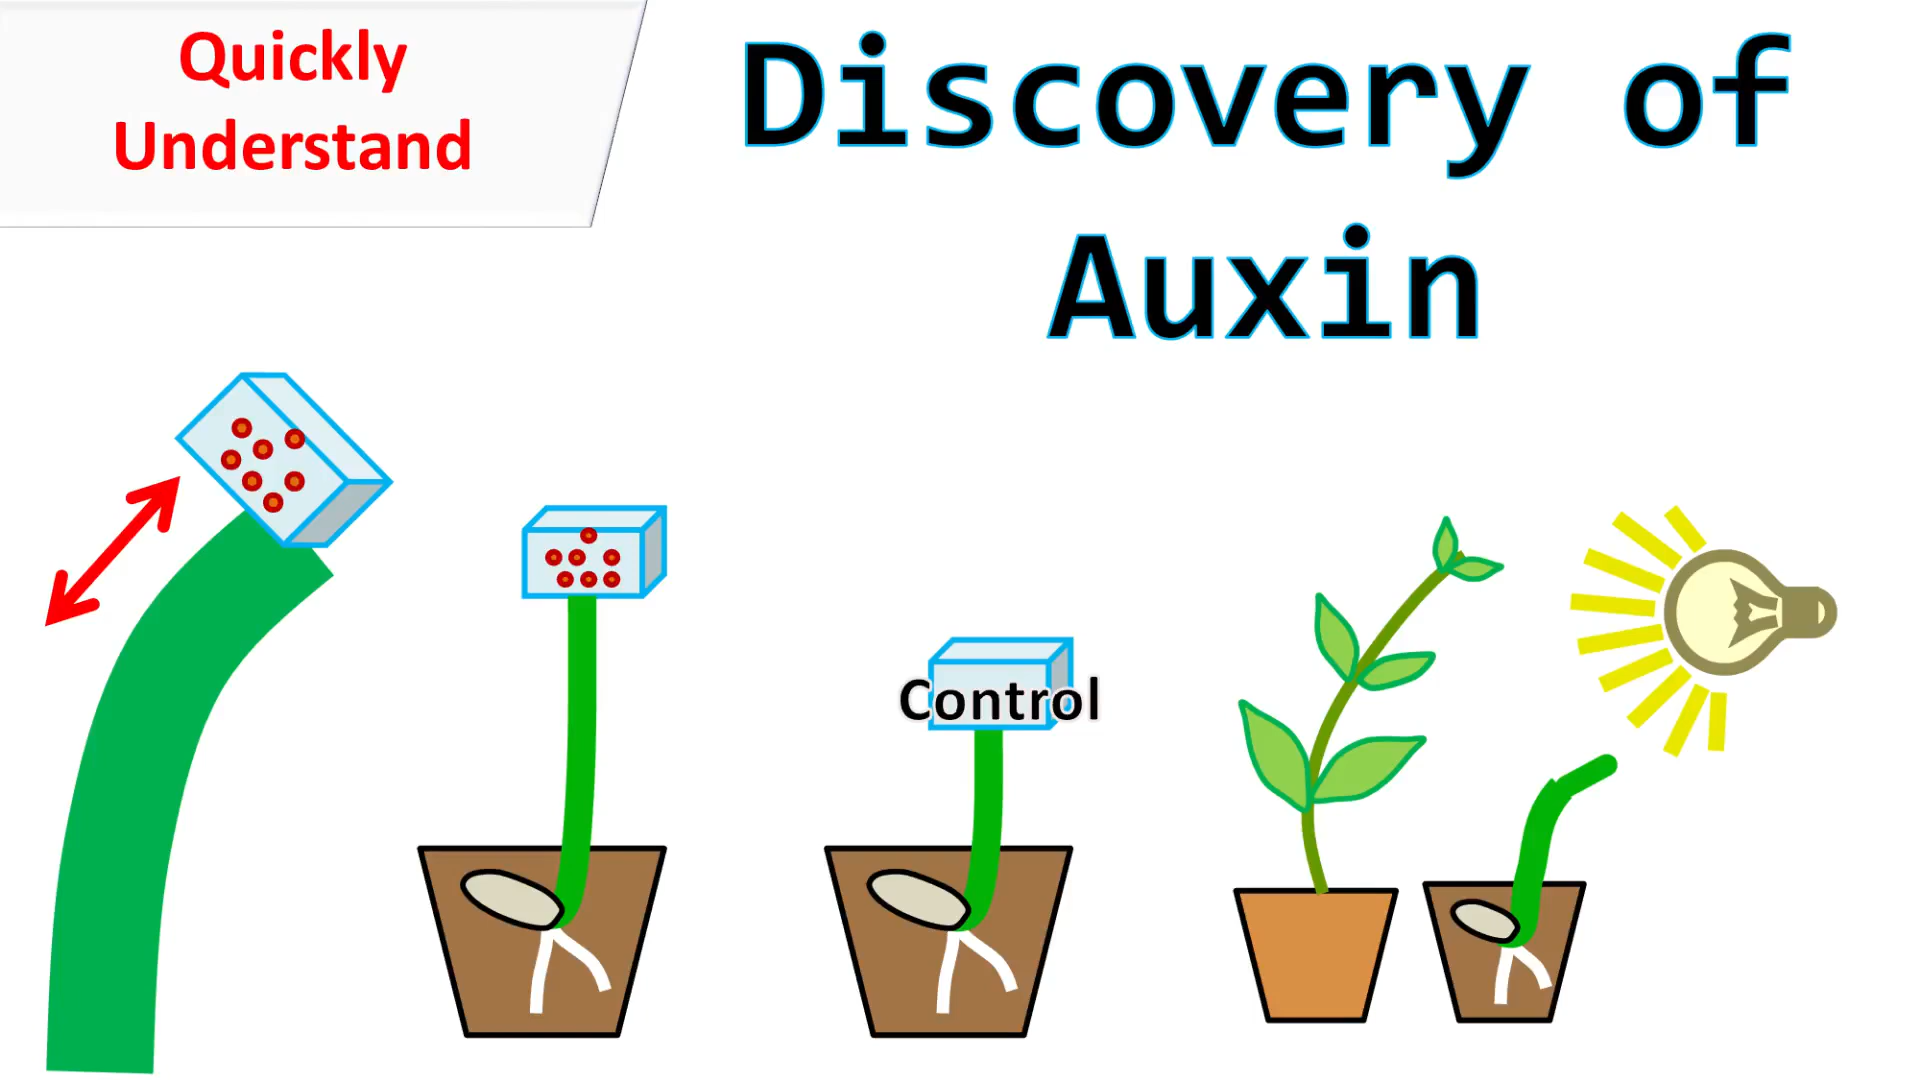 Quickly
Understand
Discovery of
Auxin
Control